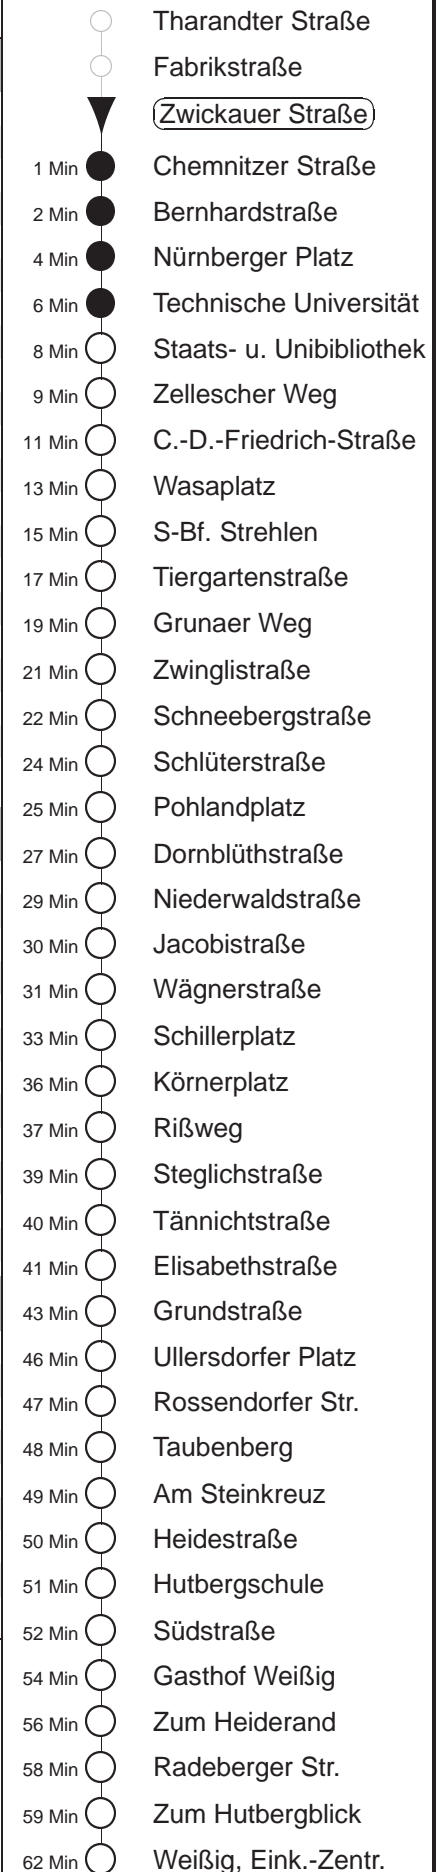 Tharandter Straße
Fabrikstraße
Zwickauer Straße
1 Min Chemnitzer Straße
2 Min Bernhardstraße
4 Min Nürnberger Platz
6 Min Technische Universität
8 Min Staats- u. Unibibliothek
9 Min Zellescher Weg
11 Min C.-D.-Friedrich-Straße
13 Min Wasaplatz
15 Min S-Bf. Strehlen
17 Min Tiergartenstraße
19 Min Grunaer Weg
21 Min Zwinglistraße
22 Min Schneebergstraße
24 Min Schlüterstraße
25 Min Pohlandplatz
27 Min Dornblüthstraße
29 Min Niederwaldstraße
30 Min Jacobistraße
31 Min Wägnerstraße
33 Min Schillerplatz
36 Min Körnerplatz
37 Min Rißweg
39 Min Steglichstraße
40 Min Tännichtstraße
41 Min Elisabethstraße
43 Min Grundstraße
46 Min Ullersdorfer Platz
47 Min Rossendorfer Str.
48 Min Taubenberg
49 Min Am Steinkreuz
50 Min Heidestraße
51 Min Hutbergschule
52 Min Südstraße
54 Min Gasthof Weißig
56 Min Zum Heiderand
58 Min Radeberger Str.
59 Min Zum Hutbergblick
62 Min Weißig, Eink.-Zentr.